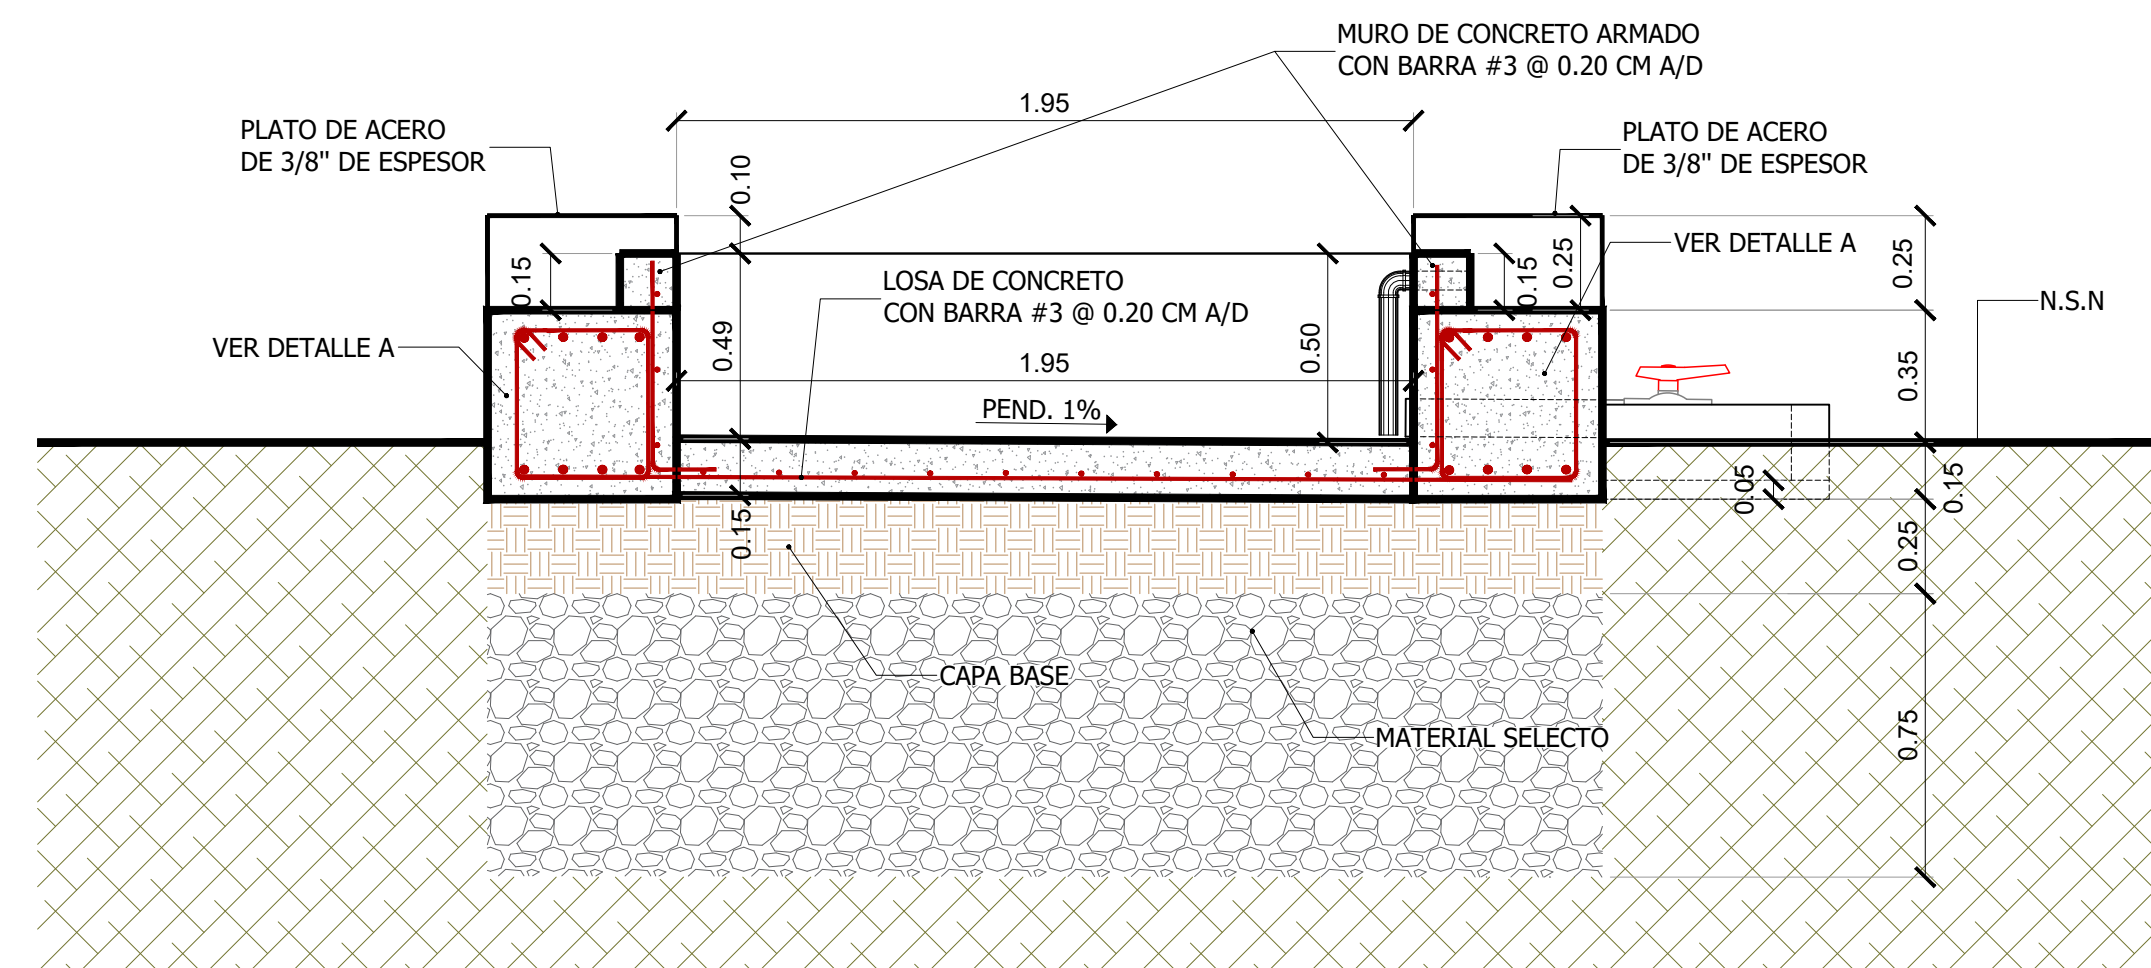 MURO DE CONCRETO ARMADO
CON BARRA #3 @ 0.20 CM A/D
1.95
PLATO DE ACERO
DE 3/8" DE ESPESOR
PLATO DE ACERO
DE 3/8" DE ESPESOR
0.10
VER DETALLE A
0.15
0.25
0.15
0.25
LOSA DE CONCRETO
CON BARRA #3 @ 0.20 CM A/D
N.S.N
VER DETALLE A
0.49
0.50
1.95
0.35
PEND. 1%
0.05
0.15
0.15
0.25
CAPA BASE
MATERIAL SELECTO
0.75